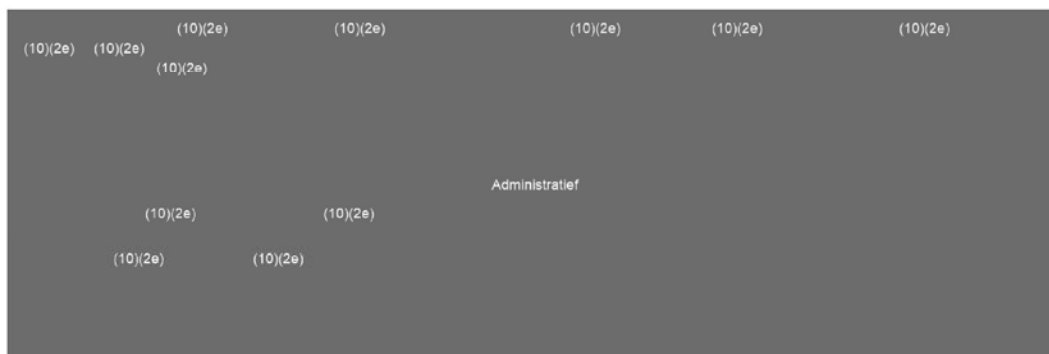 (10)(2e) (10)(2e) (10)(2e) (10)(2e) (10)(2e)
(10)(2e) (10)(2e)
(10)(2e)
Administratief
(10)(2e) (10)(2e)
(10)(2e) (10)(2e)